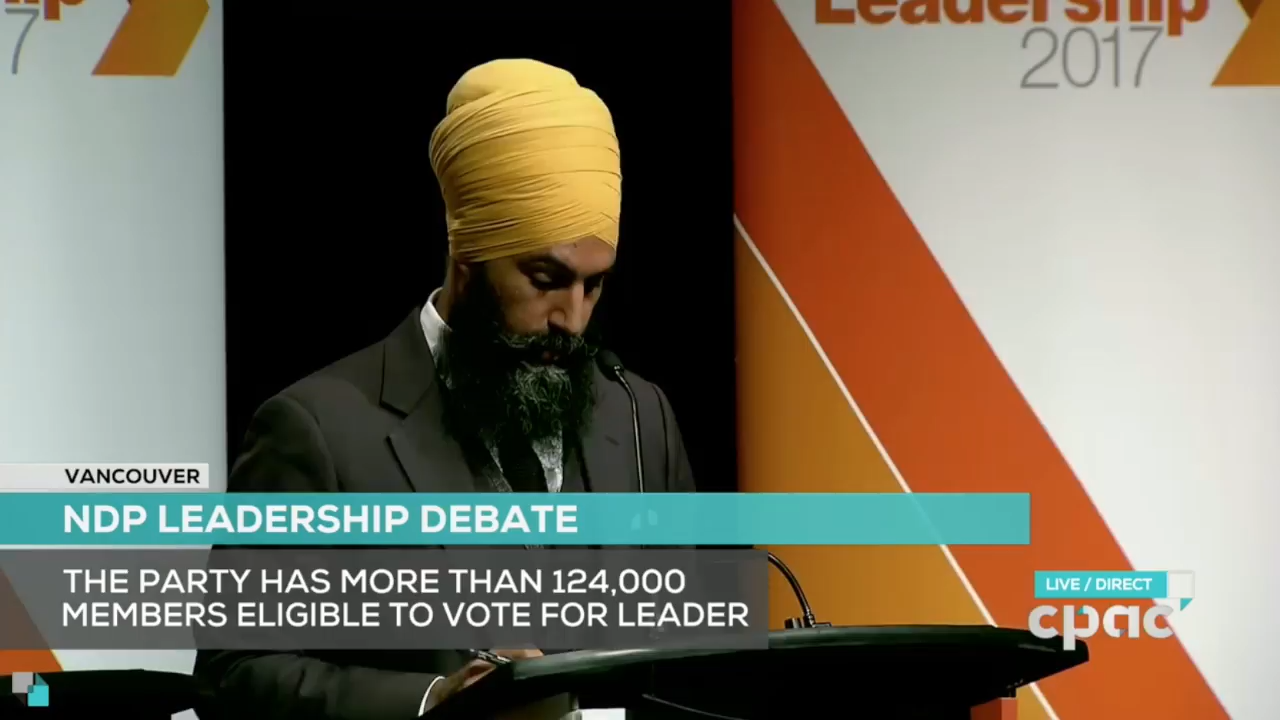 7
Leadership
2017
VANCOUVER
NDP LEADERSHIP DEBATE
THE PARTY HAS MORE THAN 124,000
MEMBERS ELIGIBLE TO VOTE FOR LEADER
LIVE / DIRECT
cpac